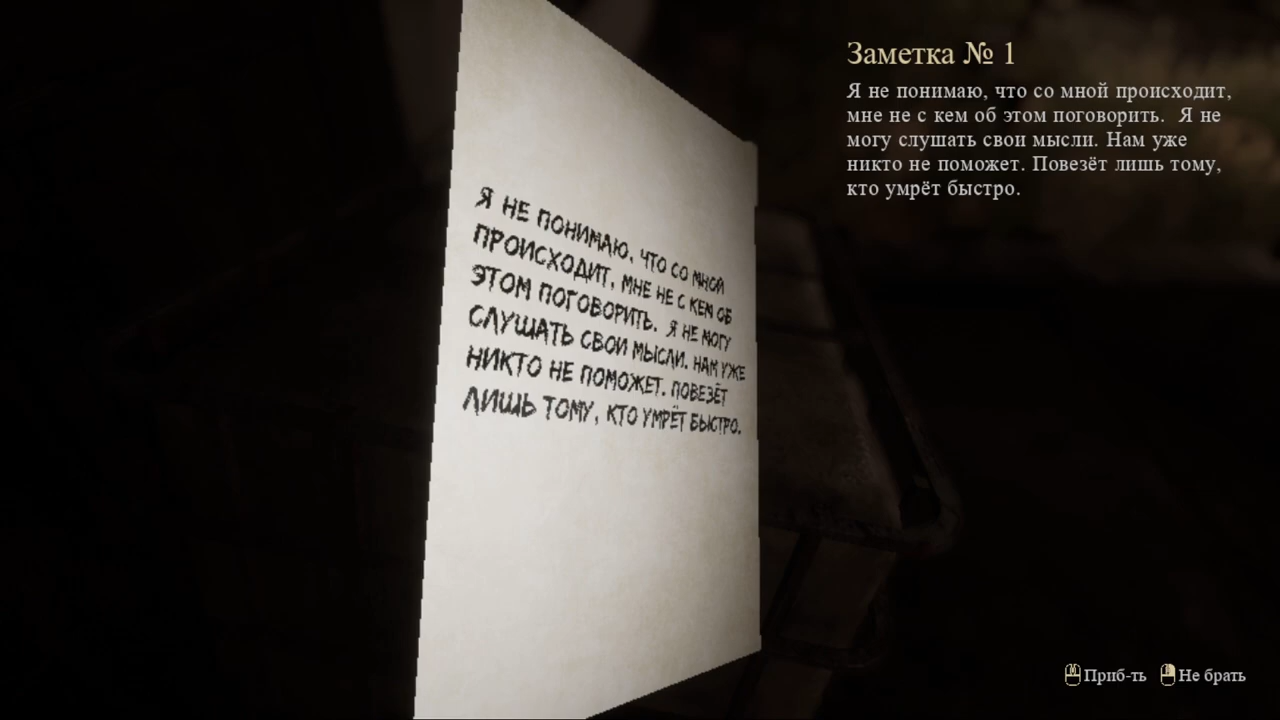 Я НЕ ПОНИМАЮ, ЧТО СО МНОЙ
ПРОИСХОДИТ, МНЕ НЕ С КЕМ ОБ
ЭТОМ ПОГОВОРИТЬ. Я НЕ МОГУ
СЛУШАТЬ СВОИ МЫСЛИ. НАМ УЖЕ
НИКТО НЕ ПОМОЖЕТ. ПОВЕЗЁТ
ЛИШЬ ТОМУ, КТО УМРЁТ БЫСТРО.
Заметка № 1
Я не понимаю, что со мной происходит,
мне не с кем об этом поговорить. Я не
могу слушать свои мысли. Нам уже
никто не поможет. Повезёт лишь тому,
кто умрёт быстро.
Приб-ть Не брать